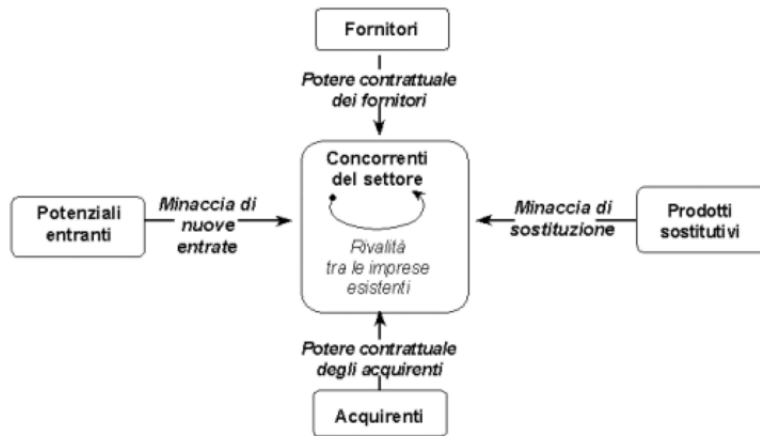 Fornitori
Potere contrattuale
dei fornitori
Concorrenti
del settore
Potenziali
entranti
Minaccia di
nuove
entrate
Minaccia di
sostituzione
Prodotti
sostitutivi
Rivalità
tra le imprese
esistenti
Potere contrattuale
degli acquirenti
Acquirenti